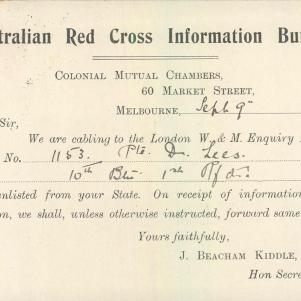 tralian Red Cross Information Bu
COLONIAL MUTUAL CHAMBERS,
60 MARKET STREET,
MELBOURNE, Sept 9th
Sir,
We are cabling to the London W. & M. Enquiry
No. 1153. Pte. D. Lees.
10th Btn. 1st Rfds.
enlisted from your State. On receipt of information
on, we shall, unless otherwise instructed, forward same
Yours faithfully,
J. BEACHAM KIDDLE,
Hon Secre